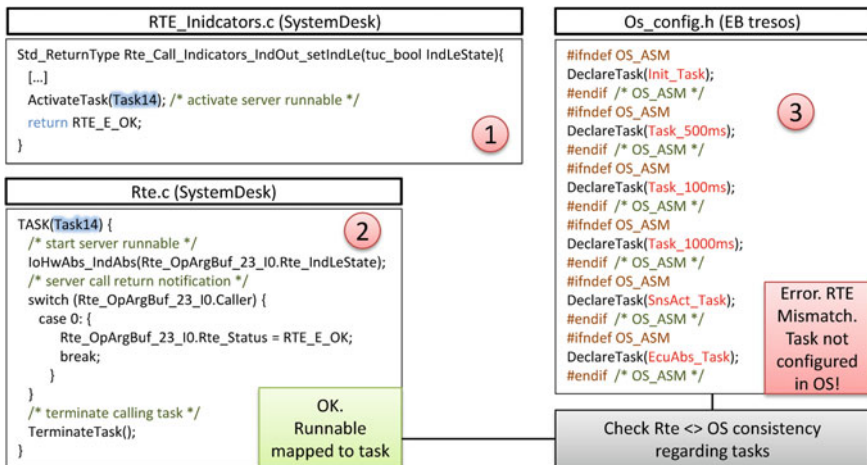 RTE_Inidcators.c (SystemDesk)
Std_ReturnType Rte_Call_Indicators_IndOut_setIndLe(tuc_bool IndLeState){
[...]
ActivateTask(Task14); /* activate server runnable */
return RTE_E_OK;
}
1
Rte.c (SystemDesk)
TASK(Task14) {
/* start server runnable */
IoHwAbs_IndAbs(Rte_OpArgBuf_23_I0.Rte_IndLeState);
/* server call return notification */
switch (Rte_OpArgBuf_23_I0.Caller) {
case 0: {
Rte_OpArgBuf_23_I0.Rte_Status = RTE_E_OK;
break;
}
}
/* terminate calling task */
TerminateTask();
}
2
OK.
Runnable
mapped to task
Os_config.h (EB tresos)
#ifndef OS_ASM
DeclareTask(Init_Task);
#endif /* OS_ASM */
#ifndef OS_ASM
DeclareTask(Task_500ms);
#endif /* OS_ASM */
#ifndef OS_ASM
DeclareTask(Task_100ms);
#endif /* OS_ASM */
#ifndef OS_ASM
DeclareTask(Task_1000ms);
#endif /* OS_ASM */
#ifndef OS_ASM
DeclareTask(SnsAct_Task);
#endif /* OS_ASM */
#ifndef OS_ASM
DeclareTask(EcuAbs_Task);
#endif /* OS_ASM */
3
Error. RTE
Mismatch.
Task not
configured
in OS!
Check Rte <> OS consistency
regarding tasks